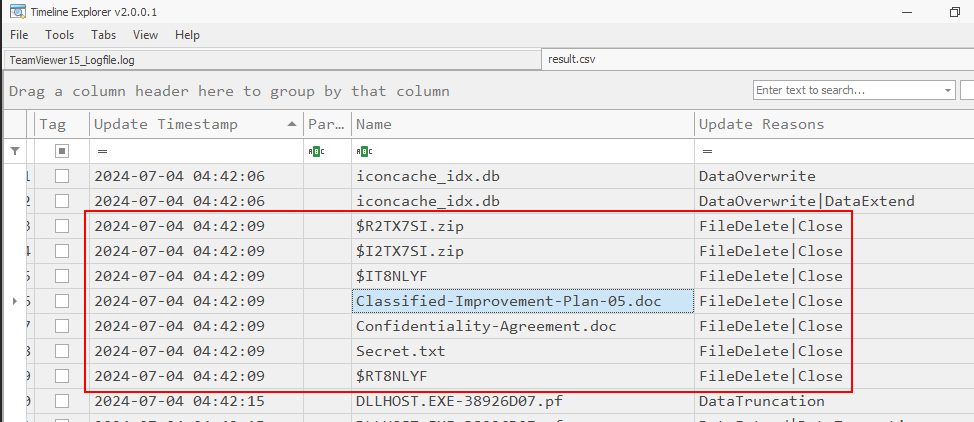 Timeline Explorer v2.0.0.1
File Tools Tabs View Help
TeamViewer15_Logfile.log result.csv
Drag a column header here to group by that column Enter text to search...
Tag Update Timestamp Par... Name Update Reasons
= ABC ABC =
1 2024-07-04 04:42:06 iconcache_idx.db DataOverwrite
2 2024-07-04 04:42:06 iconcache_idx.db DataOverwrite|DataExtend
3 2024-07-04 04:42:09 $R2TX7SI.zip FileDelete|Close
4 2024-07-04 04:42:09 $I2TX7SI.zip FileDelete|Close
5 2024-07-04 04:42:09 $IT8NLYF FileDelete|Close
6 2024-07-04 04:42:09 Classified-Improvement-Plan-05.doc FileDelete|Close
7 2024-07-04 04:42:09 Confidentiality-Agreement.doc FileDelete|Close
8 2024-07-04 04:42:09 Secret.txt FileDelete|Close
9 2024-07-04 04:42:09 $RT8NLYF FileDelete|Close
0 2024-07-04 04:42:15 DLLHOST.EXE-38926D07.pf DataTruncation